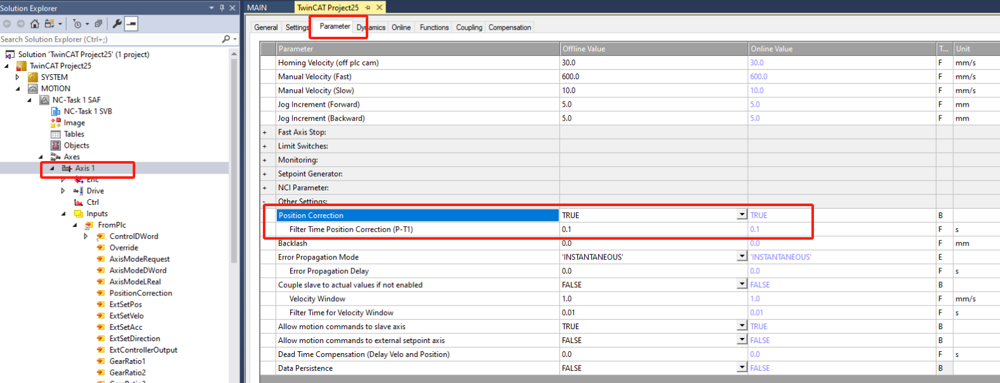 Solution Explorer
Search Solution Explorer (Ctrl+;)
Solution 'TwinCAT Project25' (1 project)
TwinCAT Project25
SYSTEM
MOTION
NC-Task 1 SAF
NC-Task 1 SVB
Image
Tables
Objects
Axes
Axis 1
Enc
Drive
Ctrl
Inputs
FromPlc
ControlDWord
Override
AxisModeRequest
AxisModeDWord
AxisModeLReal
PositionCorrection
ExtSetPos
ExtSetVelo
ExtSetAcc
ExtSetDirection
ExtControllerOutput
GearRatio1
GearRatio2
MAIN TwinCAT Project25
General Settings Parameter Dynamics Online Functions Coupling Compensation
Parameter Offline Value Online Value T... Unit
Homing Velocity (off plc cam) 30.0 30.0 F mm/s
Manual Velocity (Fast) 600.0 600.0 F mm/s
Manual Velocity (Slow) 10.0 10.0 F mm/s
Jog Increment (Forward) 5.0 5.0 F mm
Jog Increment (Backward) 5.0 5.0 F mm
+ Fast Axis Stop:
+ Limit Switches:
+ Monitoring:
+ Setpoint Generator:
+ NCI Parameter:
- Other Settings:
Position Correction TRUE TRUE B
Filter Time Position Correction (P-T1) 0.1 0.1 F s
Backlash 0.0 0.0 F mm
Error Propagation Mode 'INSTANTANEOUS' 'INSTANTANEOUS' E
Error Propagation Delay 0.0 0.0 F s
Couple slave to actual values if not enabled FALSE FALSE B
Velocity Window 1.0 1.0 F mm/s
Filter Time for Velocity Window 0.01 0.01 F s
Allow motion commands to slave axis TRUE TRUE B
Allow motion commands to external setpoint axis FALSE FALSE B
Dead Time Compensation (Delay Velo and Position) 0.0 0.0 F s
Data Persistence FALSE FALSE B